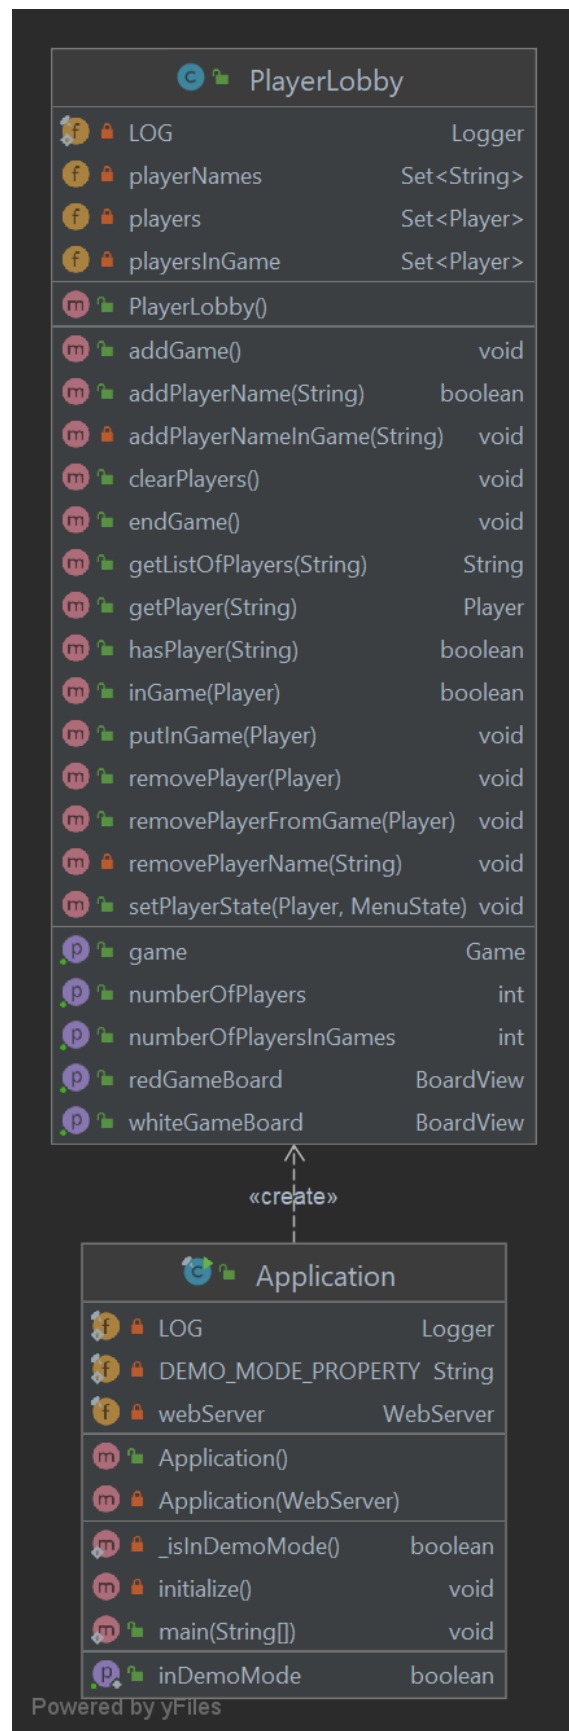 PlayerLobby
LOG Logger
playerNames Set<String>
players Set<Player>
playersInGame Set<Player>
PlayerLobby()
addGame() void
addPlayerName(String) boolean
addPlayerNameInGame(String) void
clearPlayers() void
endGame() void
getListOfPlayers(String) String
getPlayer(String) Player
hasPlayer(String) boolean
inGame(Player) boolean
putInGame(Player) void
removePlayer(Player) void
removePlayerFromGame(Player) void
removePlayerName(String) void
setPlayerState(Player, MenuState) void
game Game
numberOfPlayers int
numberOfPlayersInGames int
redGameBoard BoardView
whiteGameBoard BoardView
«create»
Application
LOG Logger
DEMO_MODE_PROPERTY String
webServer WebServer
Application()
Application(WebServer)
_isInDemoMode() boolean
initialize() void
main(String[]) void
inDemoMode boolean
Powered by yFiles